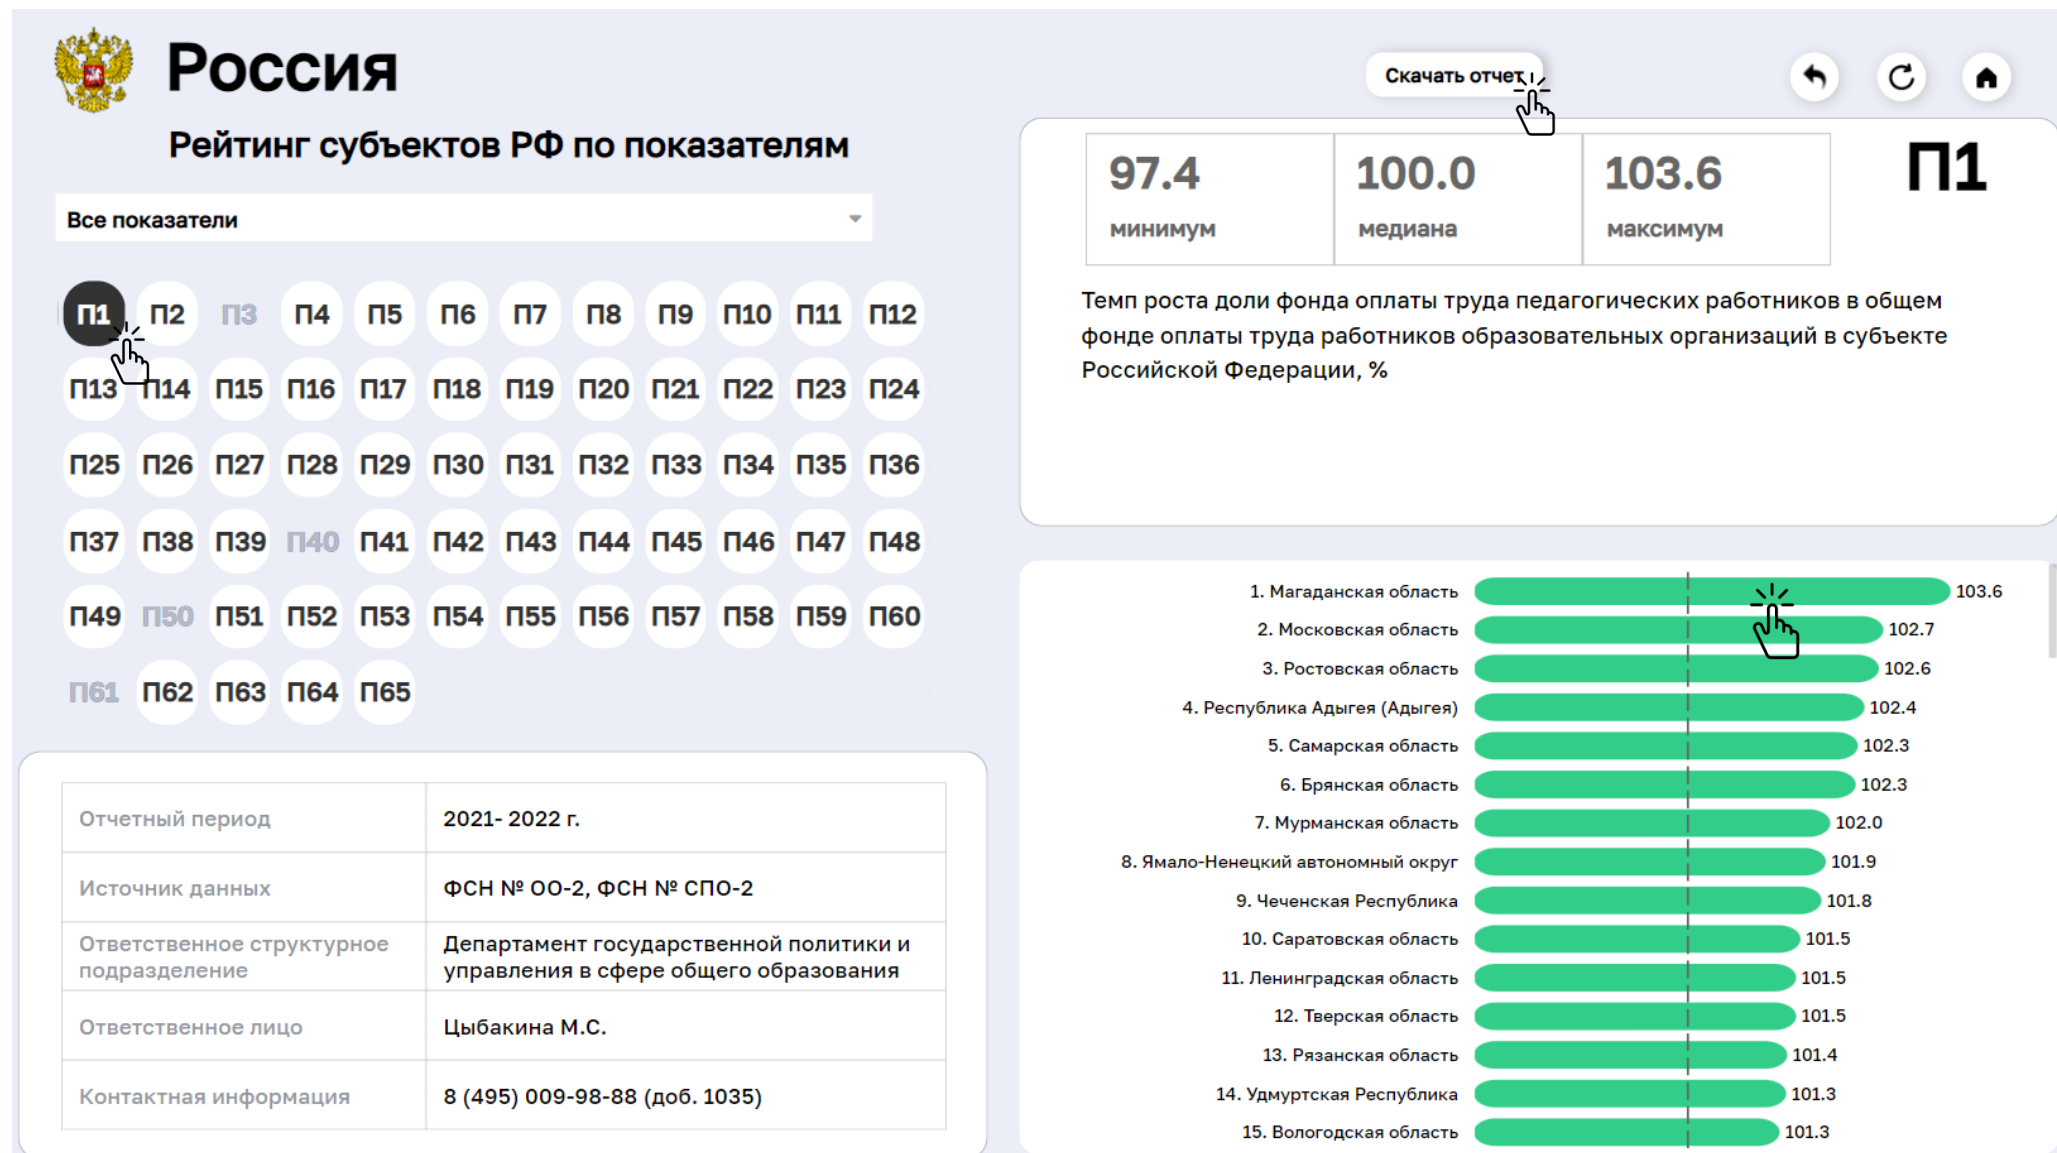 Россия
Рейтинг субъектов РФ по показателям
Все показатели
П1 П2 П3 П4 П5 П6 П7 П8 П9 П10 П11 П12
П13 П14 П15 П16 П17 П18 П19 П20 П21 П22 П23 П24
П25 П26 П27 П28 П29 П30 П31 П32 П33 П34 П35 П36
П37 П38 П39 П40 П41 П42 П43 П44 П45 П46 П47 П48
П49 П50 П51 П52 П53 П54 П55 П56 П57 П58 П59 П60
П61 П62 П63 П64 П65
Отчетный период 2021- 2022 г.
Источник данных ФСН № ОО-2, ФСН № СПО-2
Ответственное структурное
подразделение
Департамент государственной политики и
управления в сфере общего образования
Ответственное лицо Цыбакина М.С.
Контактная информация 8 (495) 009-98-88 (доб. 1035)
Скачать отчет
97.4 100.0 103.6
минимум медиана максимум
П1
Темп роста доли фонда оплаты труда педагогических работников в общем
фонде оплаты труда работников образовательных организаций в субъекте
Российской Федерации, %
1. Магаданская область 103.6
2. Московская область 102.7
3. Ростовская область 102.6
4. Республика Адыгея (Адыгея) 102.4
5. Самарская область 102.3
6. Брянская область 102.3
7. Мурманская область 102.0
8. Ямало-Ненецкий автономный округ 101.9
9. Чеченская Республика 101.8
10. Саратовская область 101.5
11. Ленинградская область 101.5
12. Тверская область 101.5
13. Рязанская область 101.4
14. Удмуртская Республика 101.3
15. Вологодская область 101.3